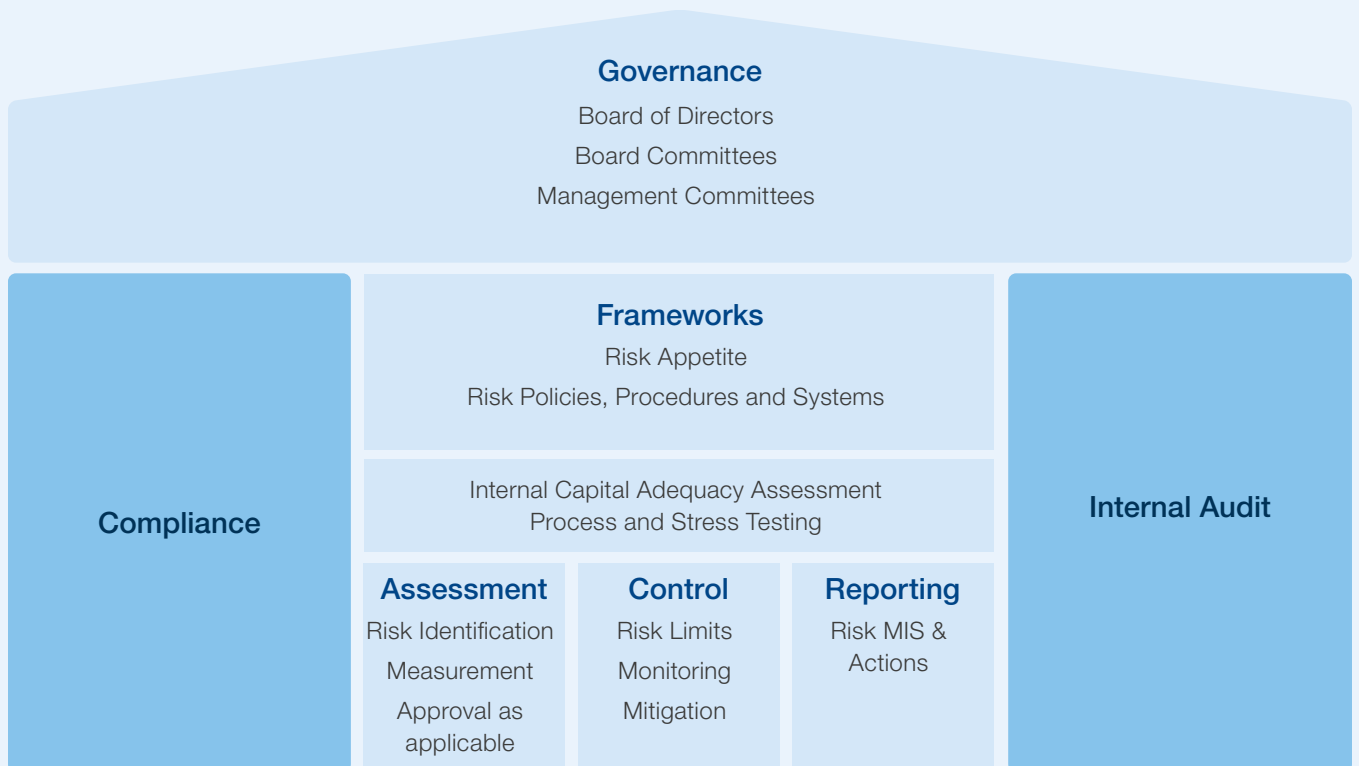 Governance
Board of Directors
Board Committees
Management Committees
Compliance
Frameworks
Risk Appetite
Risk Policies, Procedures and Systems
Internal Capital Adequacy Assessment
Process and Stress Testing
Assessment
Risk Identification
Measurement
Approval as
applicable
Control
Risk Limits
Monitoring
Mitigation
Reporting
Risk MIS &
Actions
Internal Audit